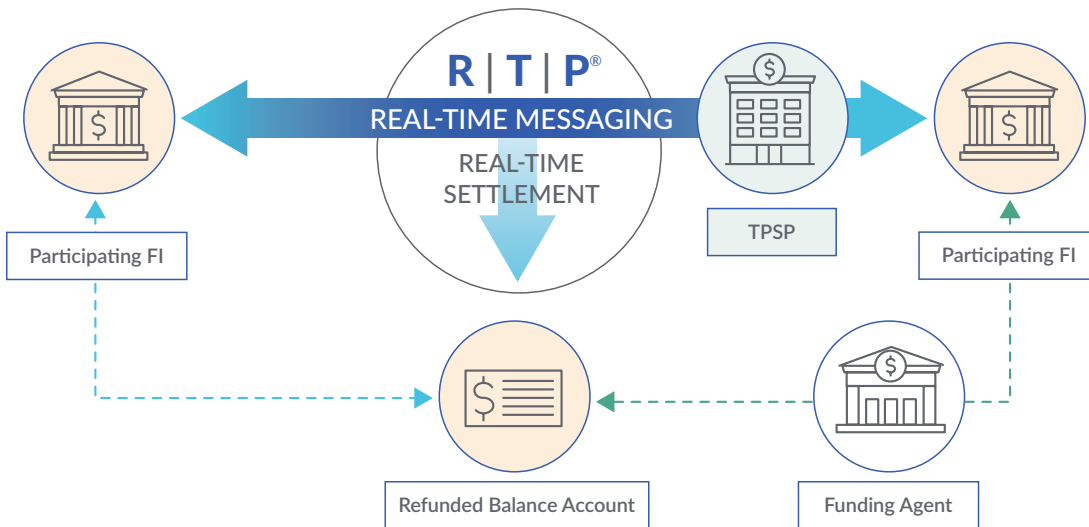 R | T | P®
REAL-TIME MESSAGING
REAL-TIME
SETTLEMENT
TPSP
Participating FI
Participating FI
Refunded Balance Account
Funding Agent